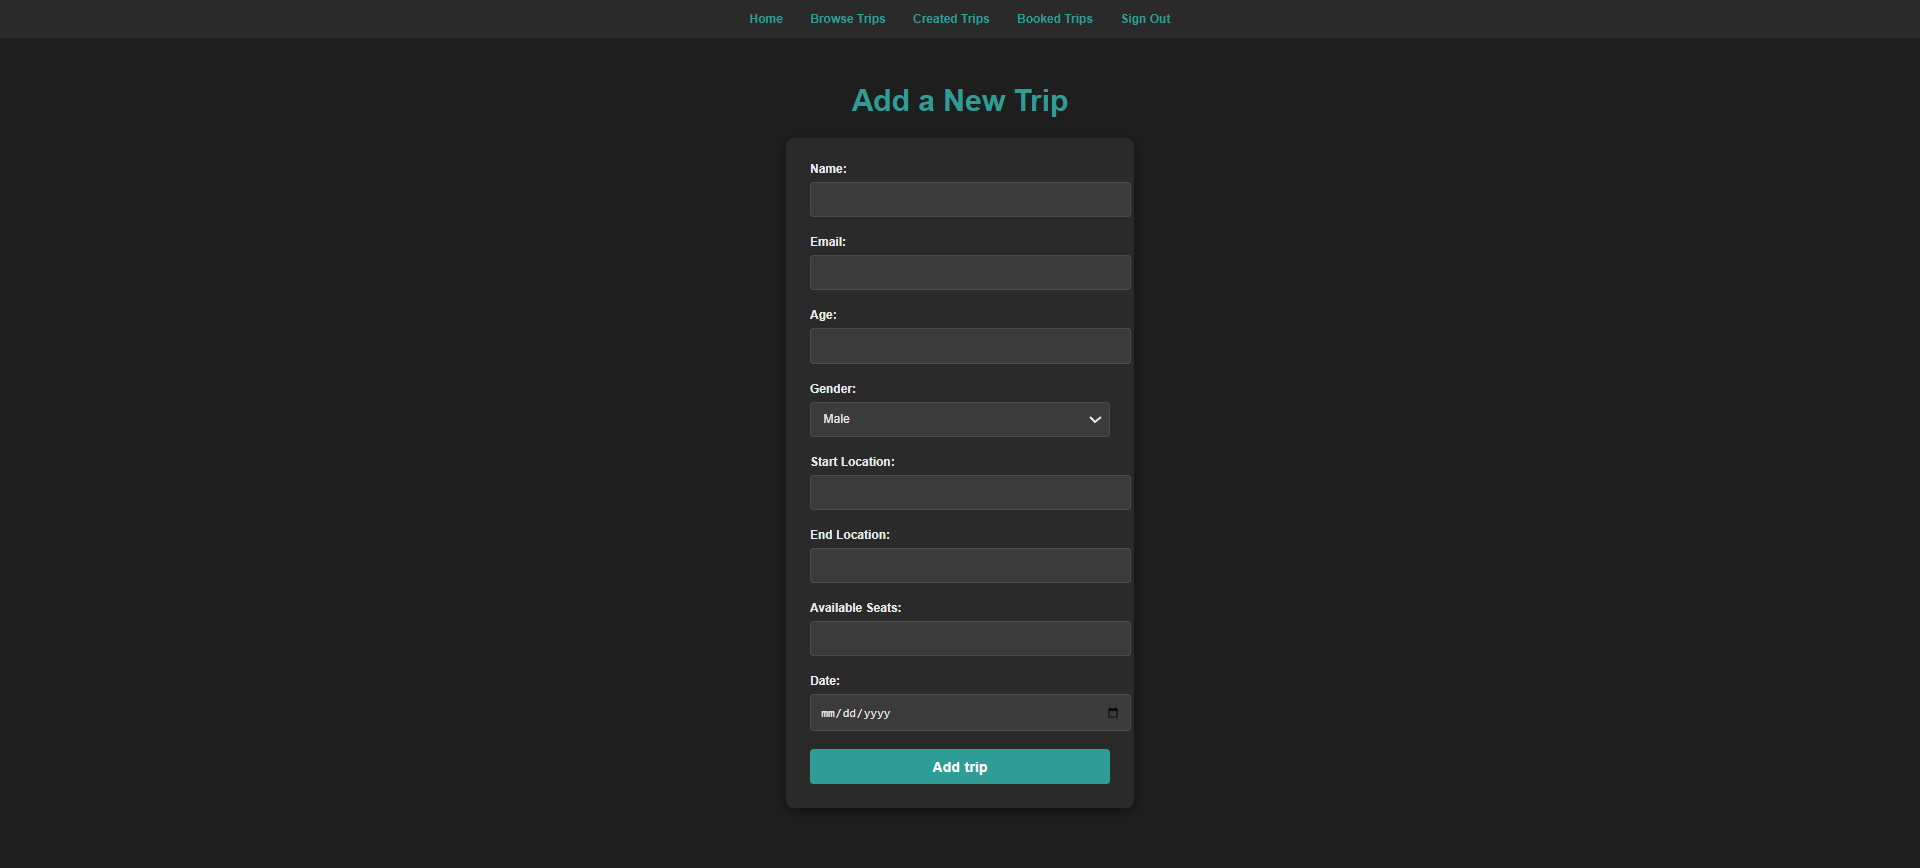 Home Browse Trips Created Trips Booked Trips Sign Out
Add a New Trip
Name:
Email:
Age:
Gender:
Male
Start Location:
End Location:
Available Seats:
Date:
mm/dd/yyyy
Add trip